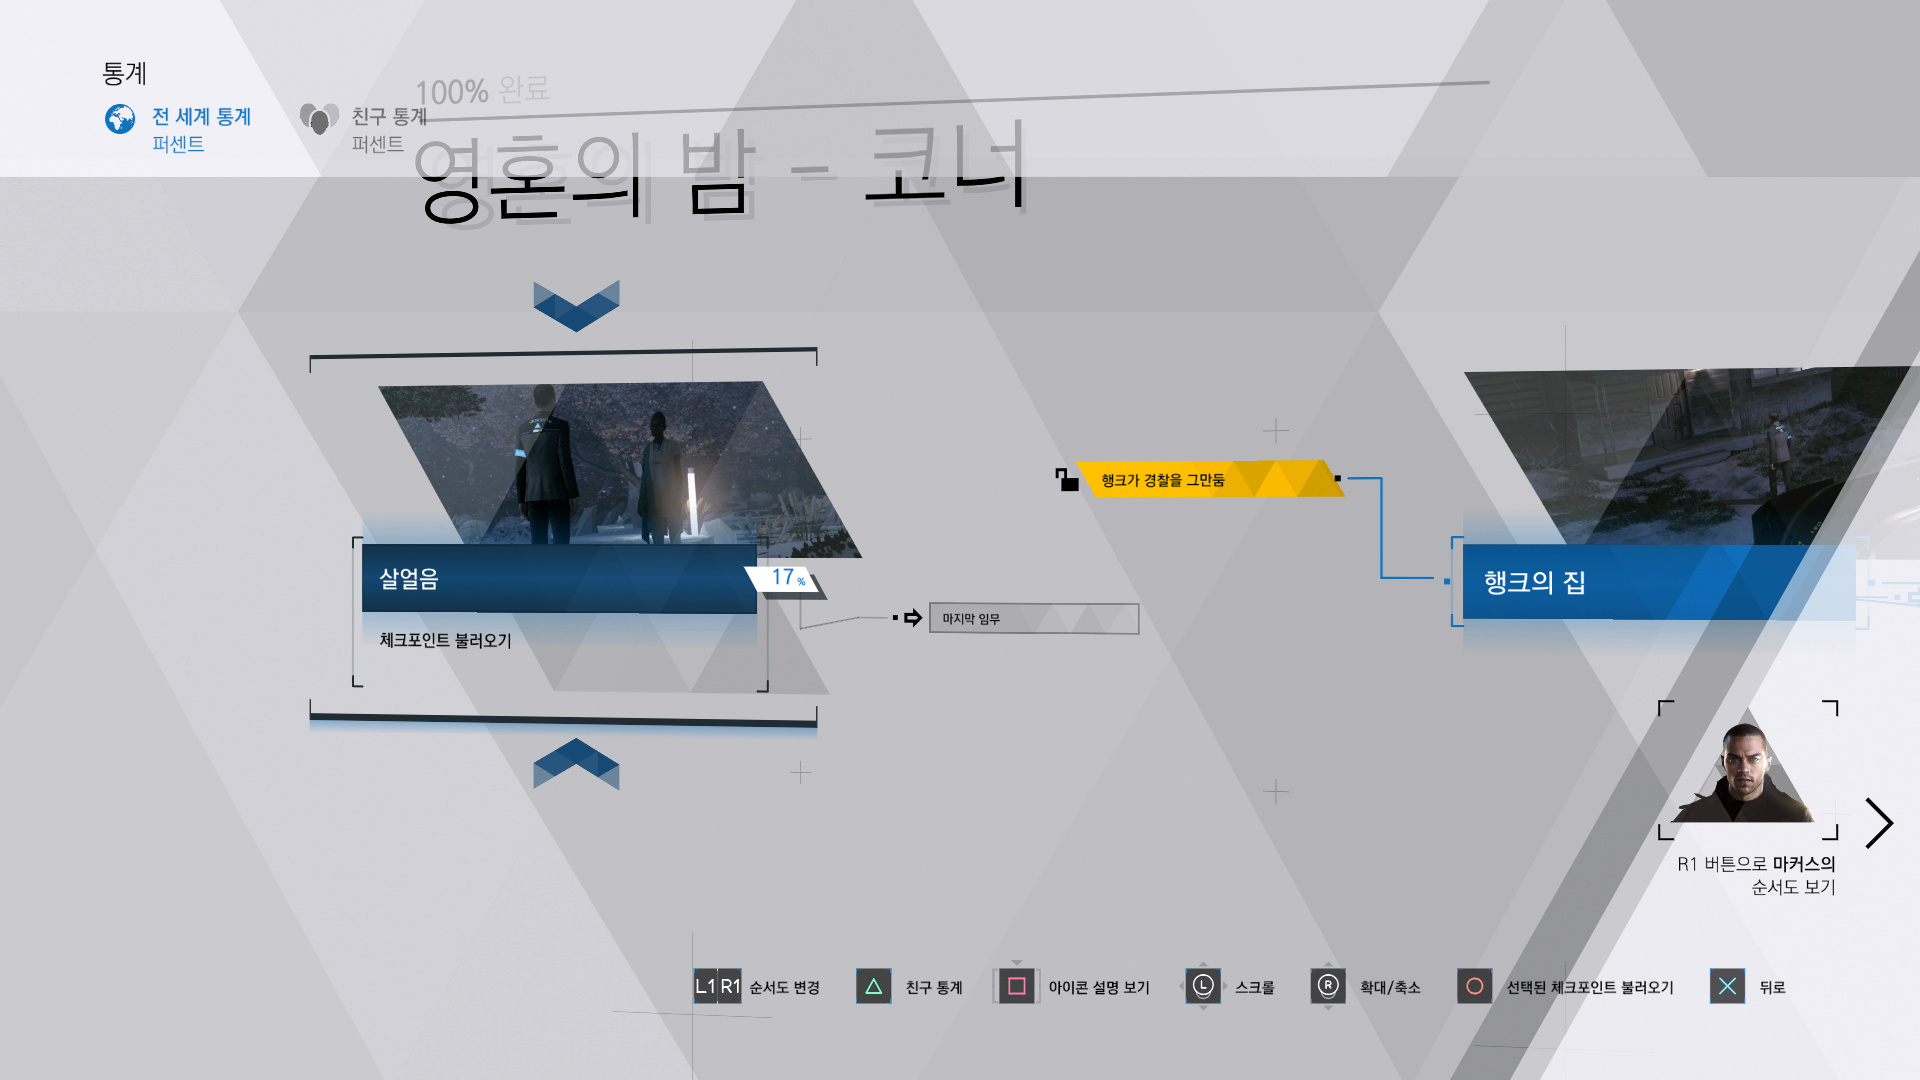 통계
전 세계 통계
퍼센트
친구 통계
퍼센트
100% 완료
영혼의 밤 - 코너
살얼음
17 %
체크포인트 불러오기
마지막 임무
행크가 경찰을 그만둠
행크의 집
R1 버튼으로 마커스의
순서도 보기
L1 R1 순서도 변경
친구 통계
아이콘 설명 보기
L 스크롤
R 확대/축소
선택된 체크포인트 불러오기
뒤로